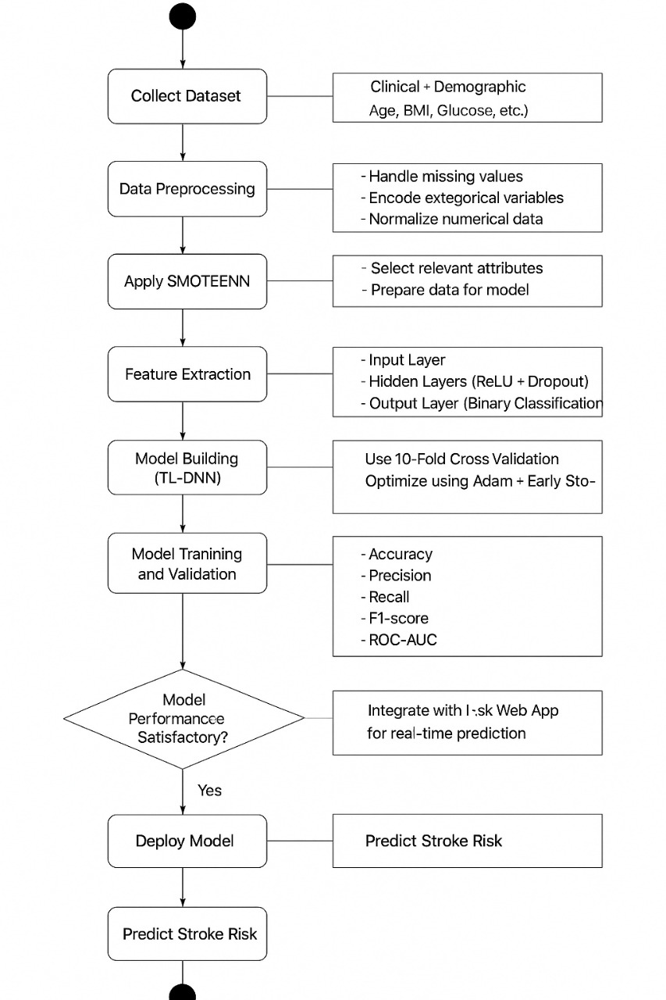 Collect Dataset
Clinical + Demographic
Age, BMI, Glucose, etc.)
Data Preprocessing
- Handle missing values
- Encode extegorical variables
- Normalize numerical data
Apply SMOTEENN
- Select relevant attributes
- Prepare data for model
Feature Extraction
- Input Layer
- Hidden Layers (ReLU + Dropout)
- Output Layer (Binary Classification
Model Building
(TL-DNN)
Use 10-Fold Cross Validation
Optimize using Adam + Early Sto-
Model Tranining
and Validation
- Accuracy
- Precision
- Recall
- F1-score
- ROC-AUC
Model
Performancee
Satisfactory?
Integrate with Web App
for real-time prediction
Yes
Deploy Model
Predict Stroke Risk
Predict Stroke Risk